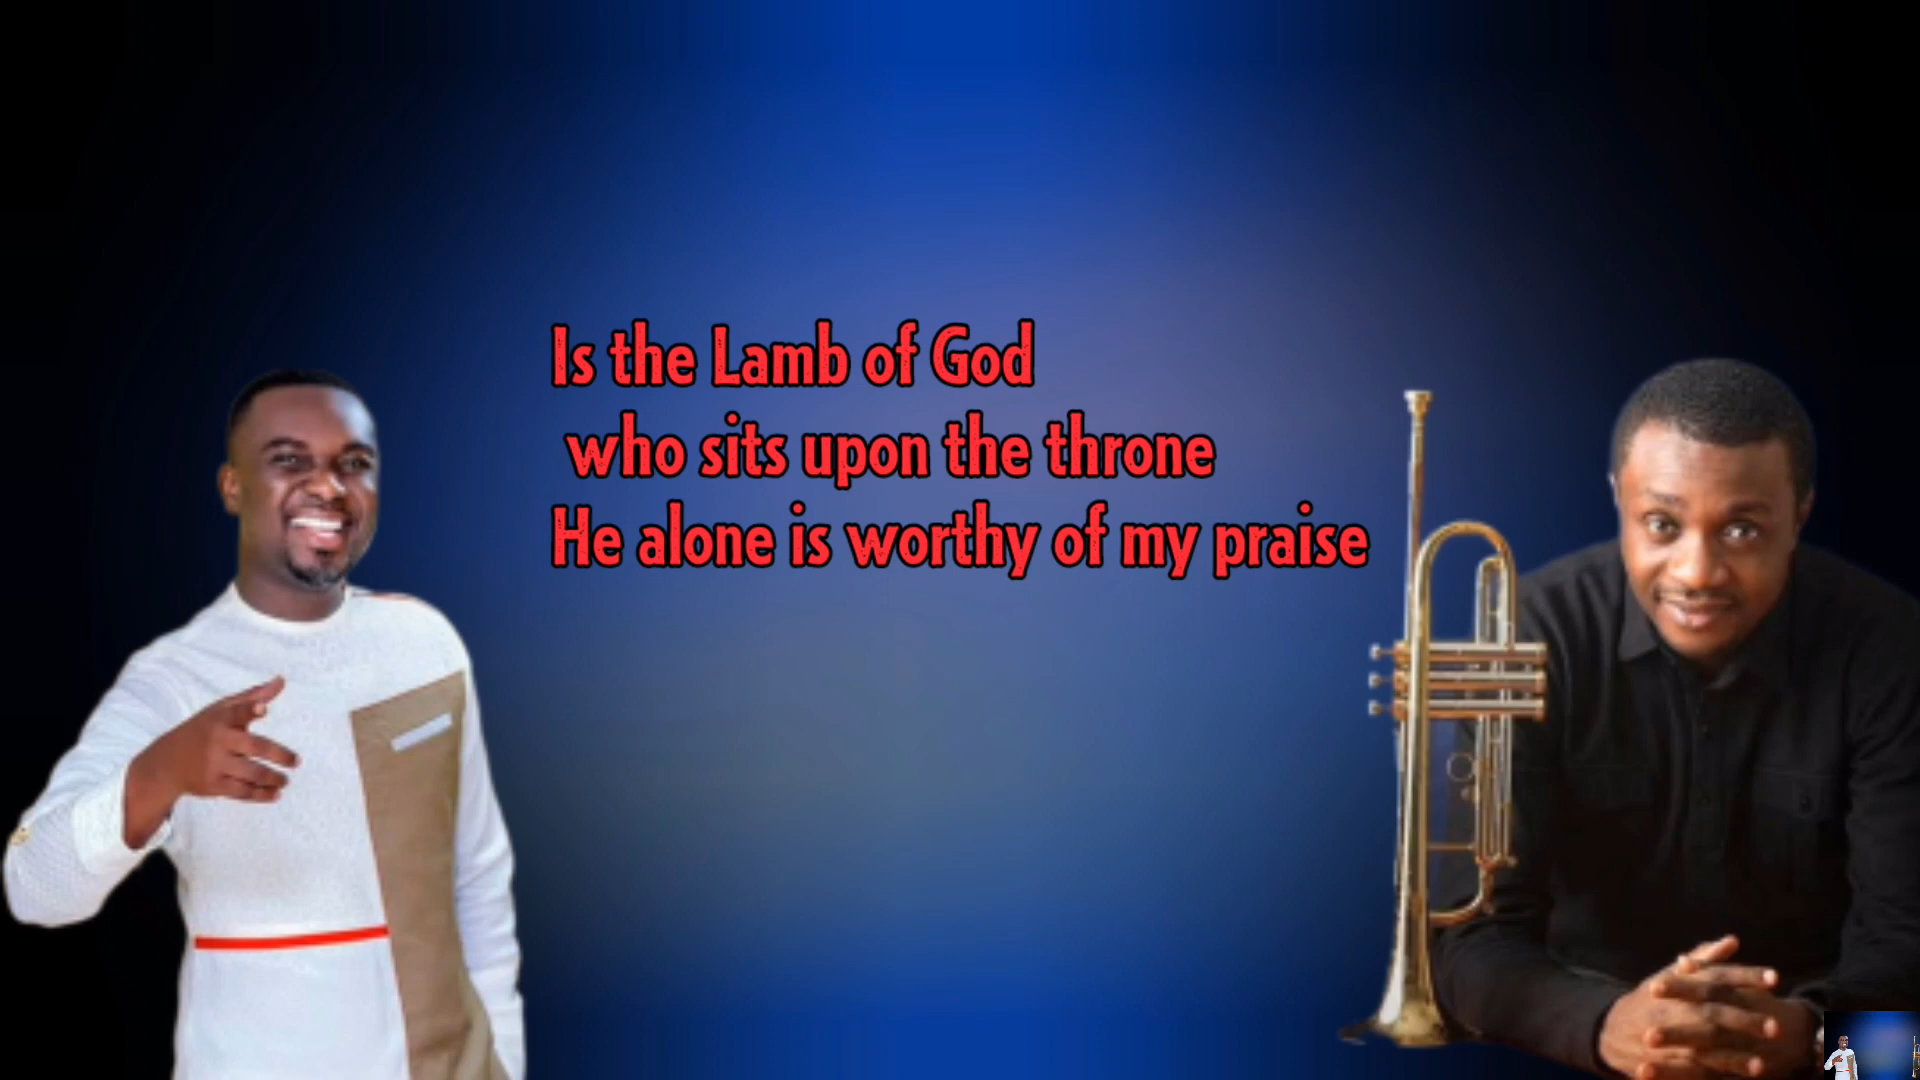 Is the Lamb of God
who sits upon the throne
He alone is worthy of my praise